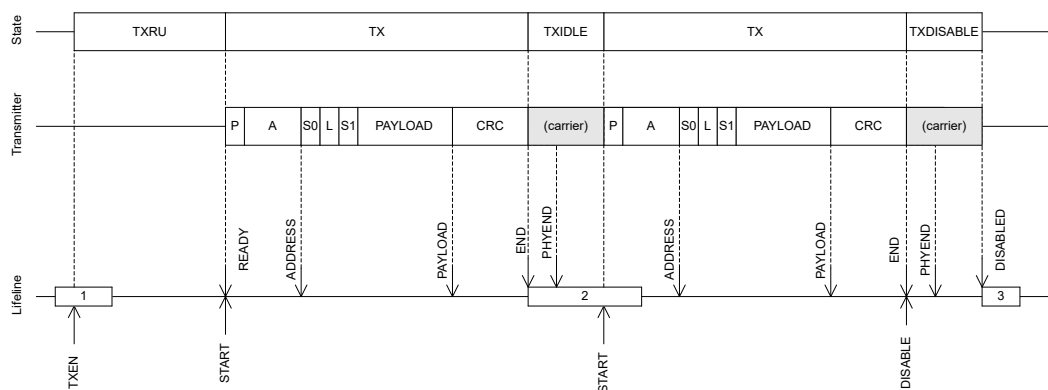 State
TXRU
TX
TXIDLE
TX
TXDISABLE
Transmitter
P
A
S0
L
S1
PAYLOAD
CRC
(carrier)
P
A
S0
L
S1
PAYLOAD
CRC
(carrier)
READY
ADDRESS
PAYLOAD
END
PHYEND
ADDRESS
PAYLOAD
END
PHYEND
DISABLED
Lifeline
1
2
3
TXEN
START
START
DISABLE